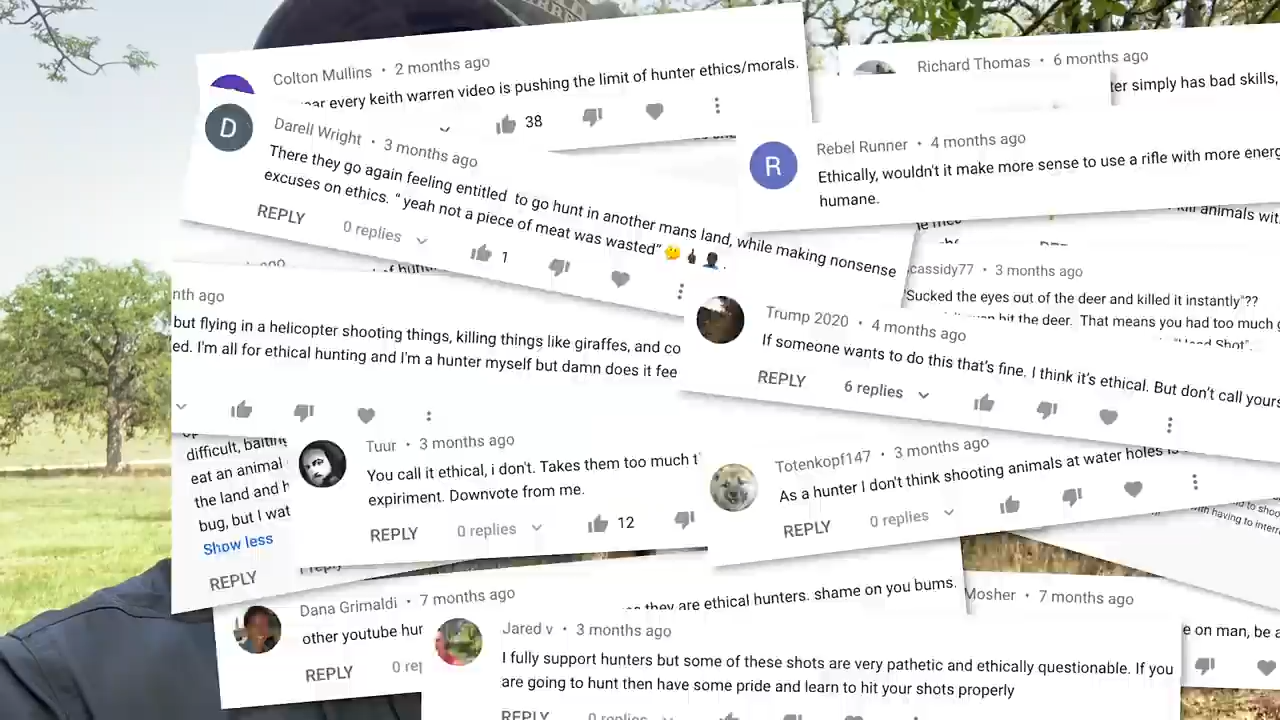 Colton Mullins • 2 months ago
every keith warren video is pushing the limit of hunter ethics/morals.
38
D
Darell Wright • 3 months ago
There they go again feeling entitled to go hunt in another mans land, while making nonsense
excuses on ethics. “ yeah not a piece of meat was wasted” 🤔
REPLY
0 replies
1
Richard Thomas • 6 months ago
simply has bad skills,
R
Rebel Runner • 4 months ago
Ethically, wouldn't it make more sense to use a rifle with more energ
humane.
animals wit
cassidy77 • 3 months ago
'Sucked the eyes out of the deer and killed it instantly"??
hit the deer. That means you had too much
Trump 2020 • 4 months ago
If someone wants to do this that's fine. I think it's ethical. But don't call yours
REPLY
6 replies
nth ago
but flying in a helicopter shooting things, killing things like giraffes, and co
ed. I'm all for ethical hunting and I'm a hunter myself but damn does it fee
difficult, baiting
eat an animal
the land and h
bug, but I wat
Show less
REPLY
Tuur • 3 months ago
You call it ethical, i don't. Takes them too much t
expiriment. Downvote from me.
REPLY
0 replies
12
Totenkopf147 • 3 months ago
As a hunter I don't think shooting animals at water holes is
REPLY
0 replies
Dana Grimaldi • 7 months ago
other youtube hur
REPLY
0 rep
they are ethical hunters. shame on you bums.
Mosher • 7 months ago
e on man, be a
Jared v • 3 months ago
I fully support hunters but some of these shots are very pathetic and ethically questionable. If you
are going to hunt then have some pride and learn to hit your shots properly
REPLY
0 replies